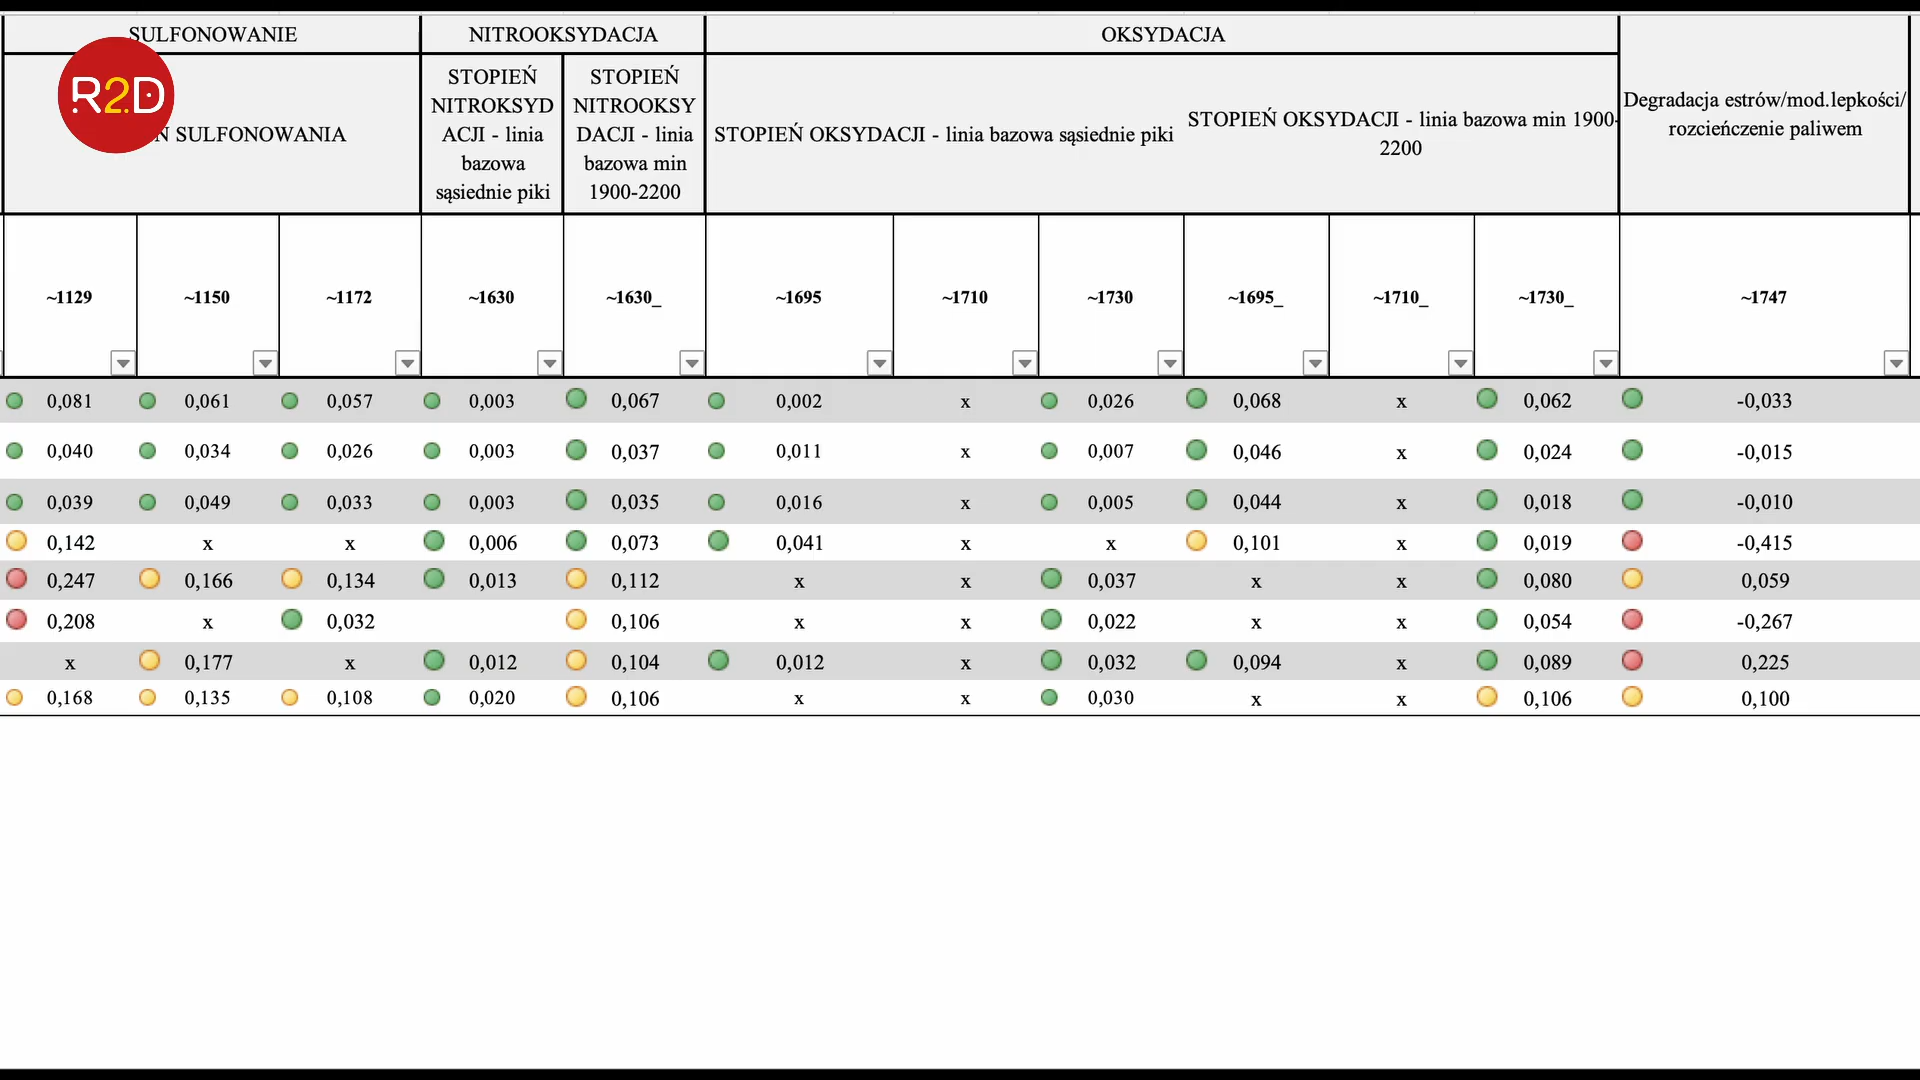 SULFONOWANIE NITROOKSYDACJA OKSYDACJA
R2D
SULFONOWANIA
STOPIEŃ
NITROKSYD
ACJI - linia
bazowa
sąsiednie piki
STOPIEŃ
NITROOKSY
DACJI - linia
bazowa min
1900-2200
STOPIEŃ OKSYDACJI - linia bazowa sąsiednie piki
STOPIEŃ OKSYDACJI - linia bazowa min 1900-
2200
Degradacja estrów/mod.lepkości/
rozcieńczenie paliwem
~1129 ~1150 ~1172 ~1630 ~1630_ ~1695 ~1710 ~1730 ~1695_ ~1710_ ~1730_ ~1747
0,081 0,061 0,057 0,003 0,067 0,002 x 0,026 0,068 x 0,062 -0,033
0,040 0,034 0,026 0,003 0,037 0,011 x 0,007 0,046 x 0,024 -0,015
0,039 0,049 0,033 0,003 0,035 0,016 x 0,005 0,044 x 0,018 -0,010
0,142 x x 0,006 0,073 0,041 x x 0,101 x 0,019 -0,415
0,247 0,166 0,134 0,013 0,112 x x 0,037 x x 0,080 0,059
0,208 x 0,032 0,106 x x 0,022 x x 0,054 -0,267
x 0,177 x 0,012 0,104 0,012 x 0,032 0,094 x 0,089 0,225
0,168 0,135 0,108 0,020 0,106 x x 0,030 x x 0,106 0,100